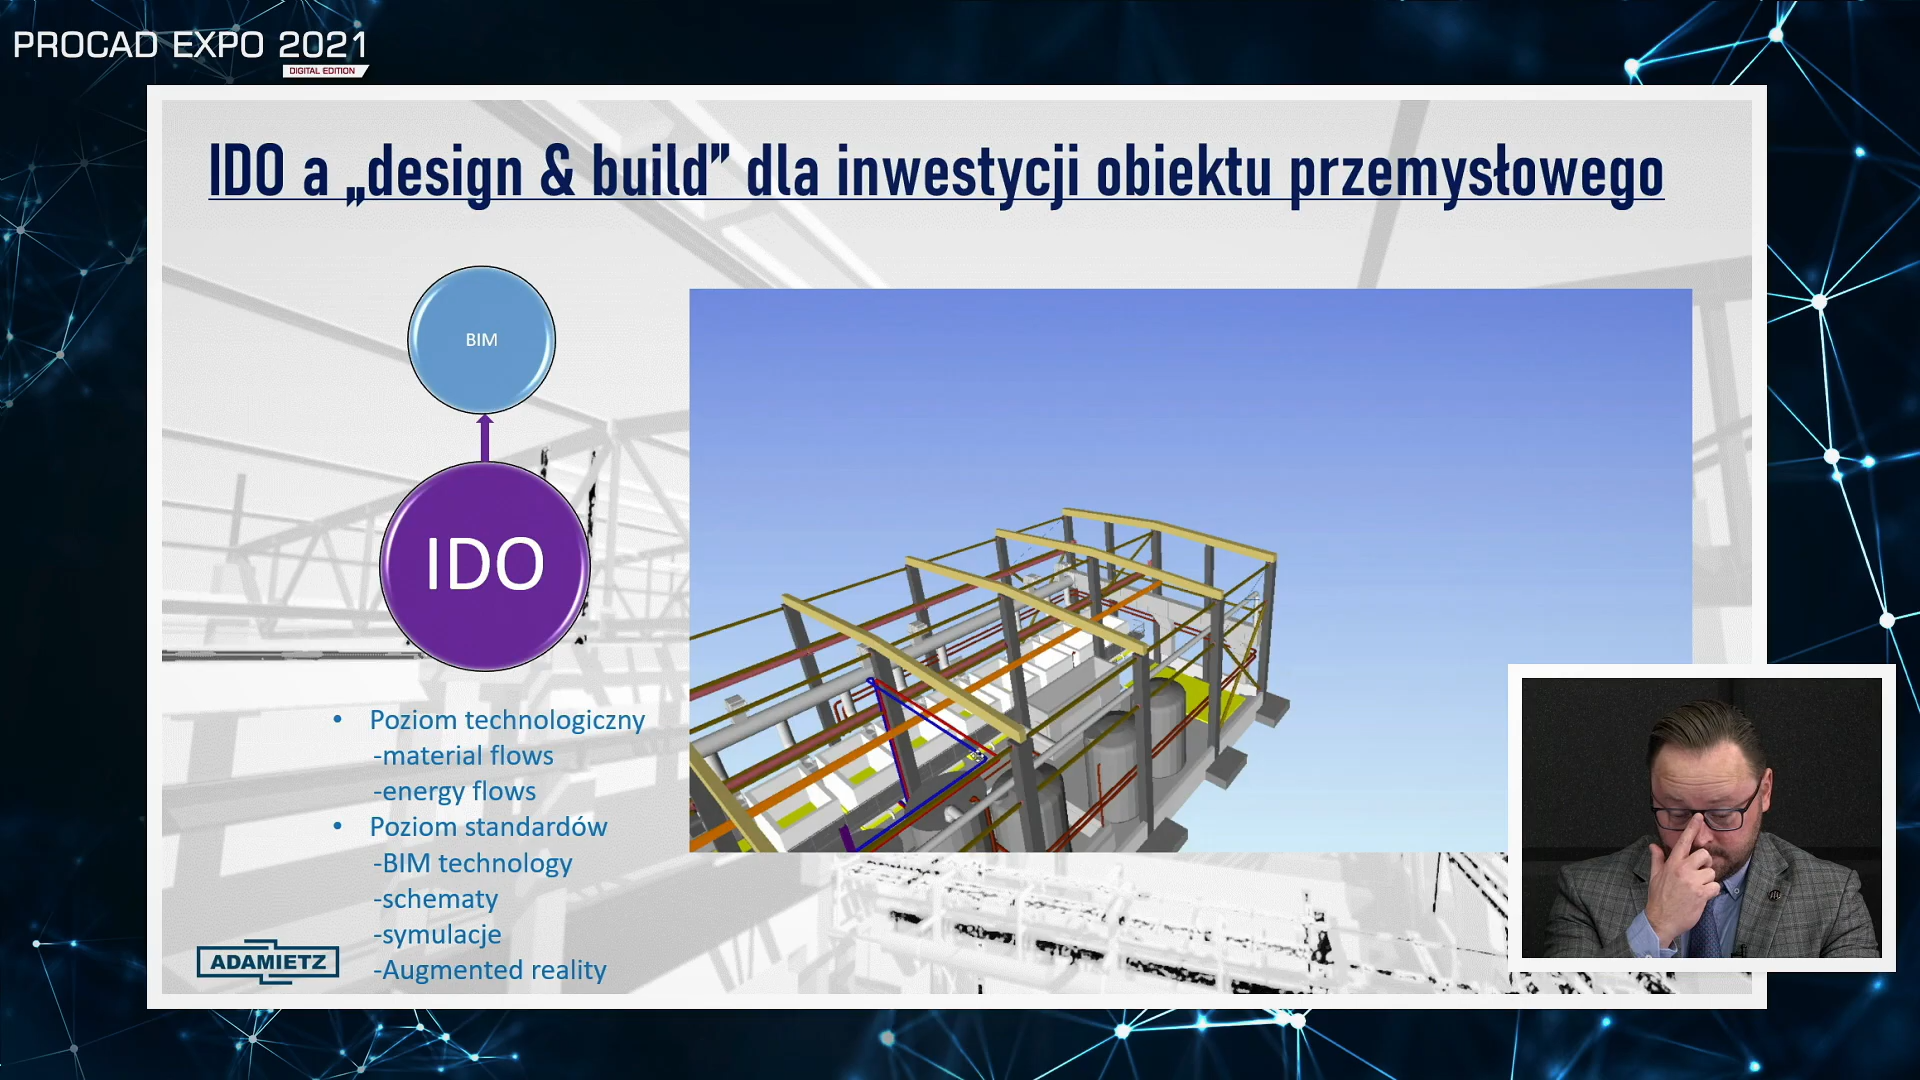 PROCAD EXPO 2021
DIGITAL EDITION
IDO a „design & build” dla inwestycji obiektu przemysłowego
BIM
IDO
• Poziom technologiczny
-material flows
-energy flows
• Poziom standardów
-BIM technology
-schematy
-symulacje
-Augmented reality
ADAMIETZ